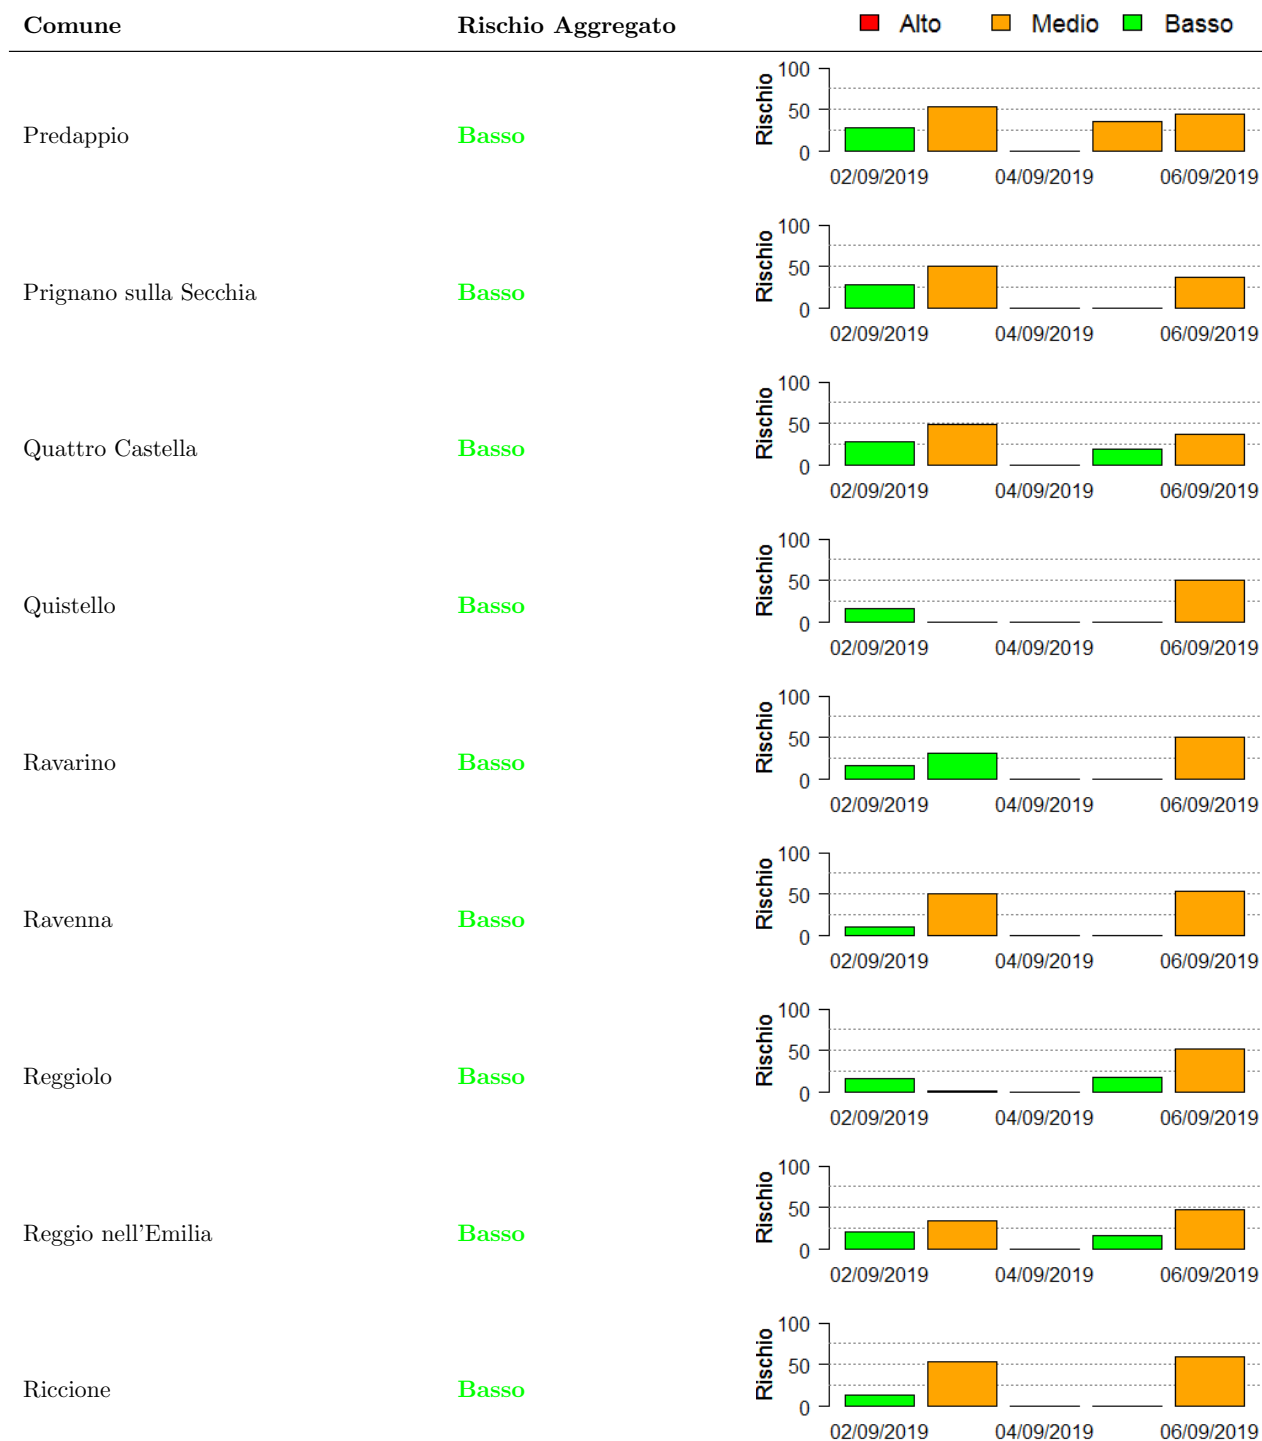 Comune Rischio Aggregato Alto Medio Basso
100
50
0
Rischio
Predappio Basso
02/09/2019 04/09/2019 06/09/2019
100
50
0
Rischio
Prignano sulla Secchia Basso
02/09/2019 04/09/2019 06/09/2019
100
50
0
Rischio
Quattro Castella Basso
02/09/2019 04/09/2019 06/09/2019
100
50
0
Rischio
Quistello Basso
02/09/2019 04/09/2019 06/09/2019
100
50
0
Rischio
Ravarino Basso
02/09/2019 04/09/2019 06/09/2019
100
50
0
Rischio
Ravenna Basso
02/09/2019 04/09/2019 06/09/2019
100
50
0
Rischio
Reggiolo Basso
02/09/2019 04/09/2019 06/09/2019
100
50
0
Rischio
Reggio nell'Emilia Basso
02/09/2019 04/09/2019 06/09/2019
100
50
0
Rischio
Riccione Basso
02/09/2019 04/09/2019 06/09/2019